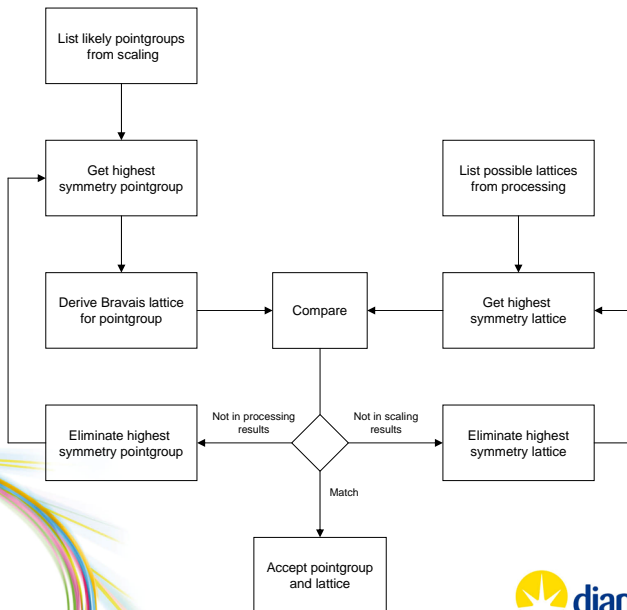 List likely pointgroups
from scaling
Get highest
symmetry pointgroup
List possible lattices
from processing
Derive Bravais lattice
for pointgroup
Compare
Get highest
symmetry lattice
Not in processing
results
Not in scaling
results
Eliminate highest
symmetry pointgroup
Eliminate highest
symmetry lattice
Match
Accept pointgroup
and lattice